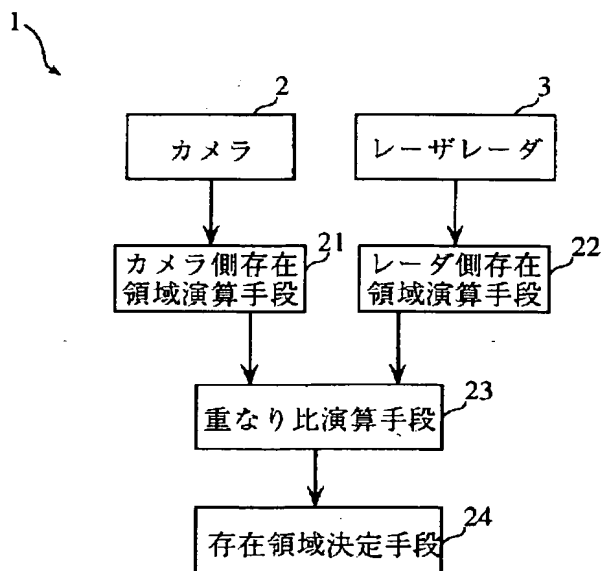 1
2
3
カメラ
レーザレーダ
21
22
カメラ側存在
領域演算手段
レーダ側存在
領域演算手段
23
重なり比演算手段
24
存在領域決定手段